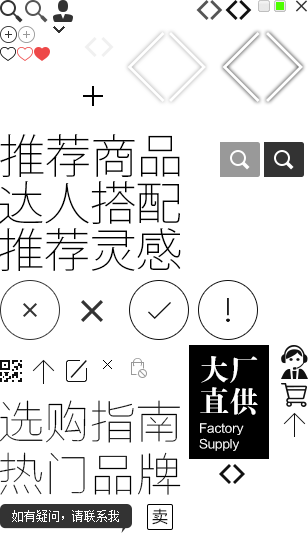 推荐商品
达人搭配
推荐灵感
大厂
直供
Factory
Supply
选购指南
热门品牌
如有疑问，请联系我
卖